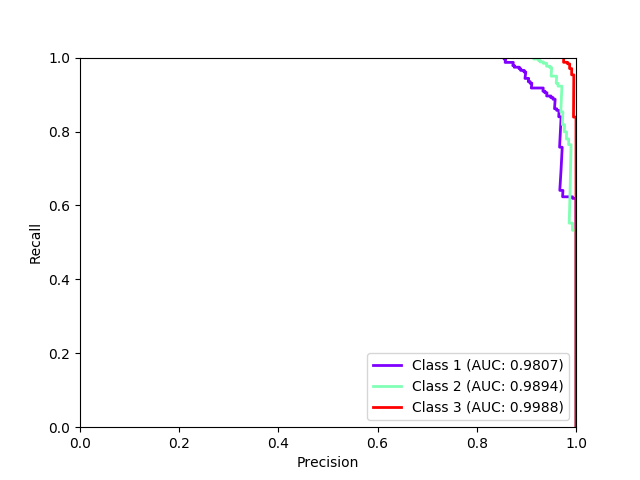 1.0
0.8
0.6
0.4
0.2
0.0
Recall
Class 1 (AUC: 0.9807)
Class 2 (AUC: 0.9894)
Class 3 (AUC: 0.9988)
0.0 0.2 0.4 0.6 0.8 1.0
Precision